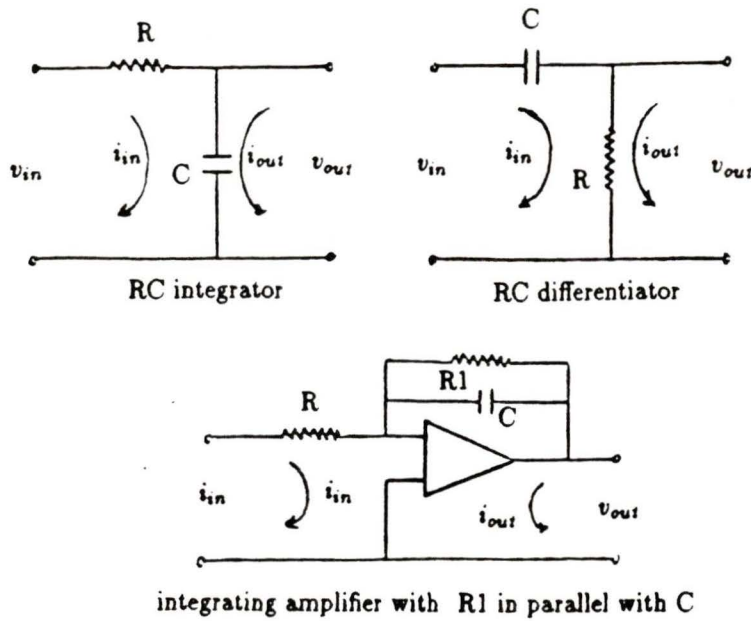 R
C
v_in
i_in
C
i_out
v_out
v_in
i_in
R
i_out
v_out
RC integrator
RC differentiator
R1
R
C
i_in
i_in
i_out
v_out
integrating amplifier with R1 in parallel with C